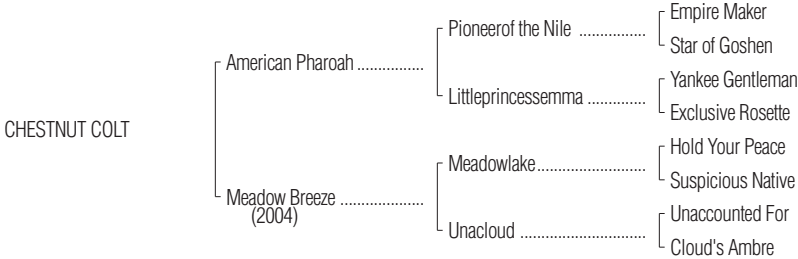 Empire Maker
Pioneerof the Nile ................
Star of Goshen
American Pharoah ................
Yankee Gentleman
Littleprincessemma ..............
Exclusive Rosette
CHESTNUT COLT
Hold Your Peace
Meadowlake..............................
Suspicious Native
Meadow Breeze ....................
(2004)
Unaccounted For
Unacloud ..............................
Cloud's Ambre